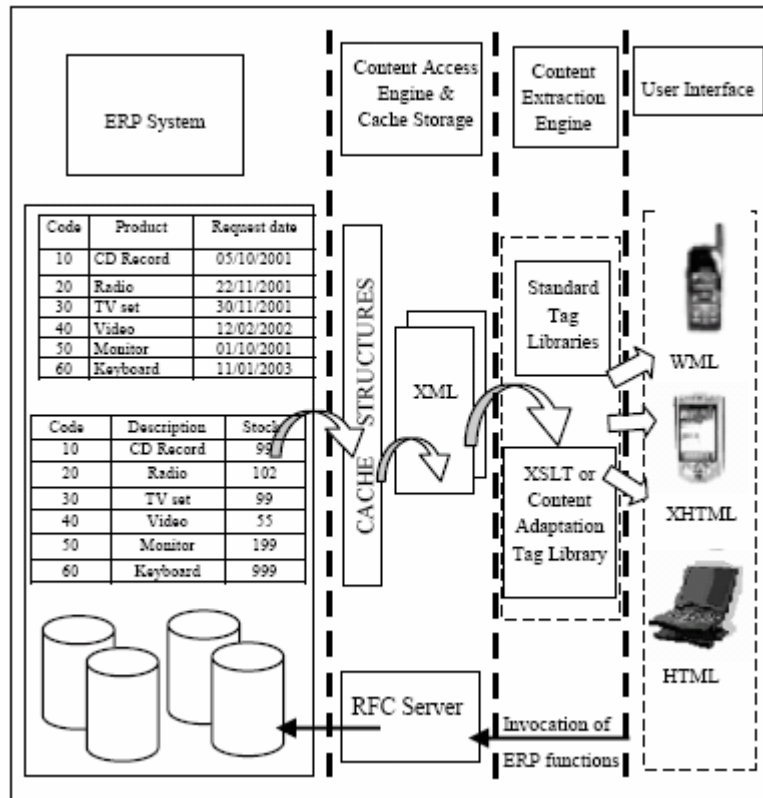 ERP System
Content Access
Engine &
Cache Storage
Content
Extraction
Engine
User Interface
Code Product Request date
10 CD Record 05/10/2001
20 Radio 22/11/2001
30 TV set 30/11/2001
40 Video 12/02/2002
50 Monitor 01/10/2001
60 Keyboard 11/01/2003
Code Description Stock
10 CD Record 99
20 Radio 102
30 TV set 99
40 Video 55
50 Monitor 199
60 Keyboard 999
CACHE STRUCTURES
XML
Standard
Tag
Libraries
XSLT or
Content
Adaptation
Tag Library
WML
XHTML
HTML
RFC Server
Invocation of
ERP functions